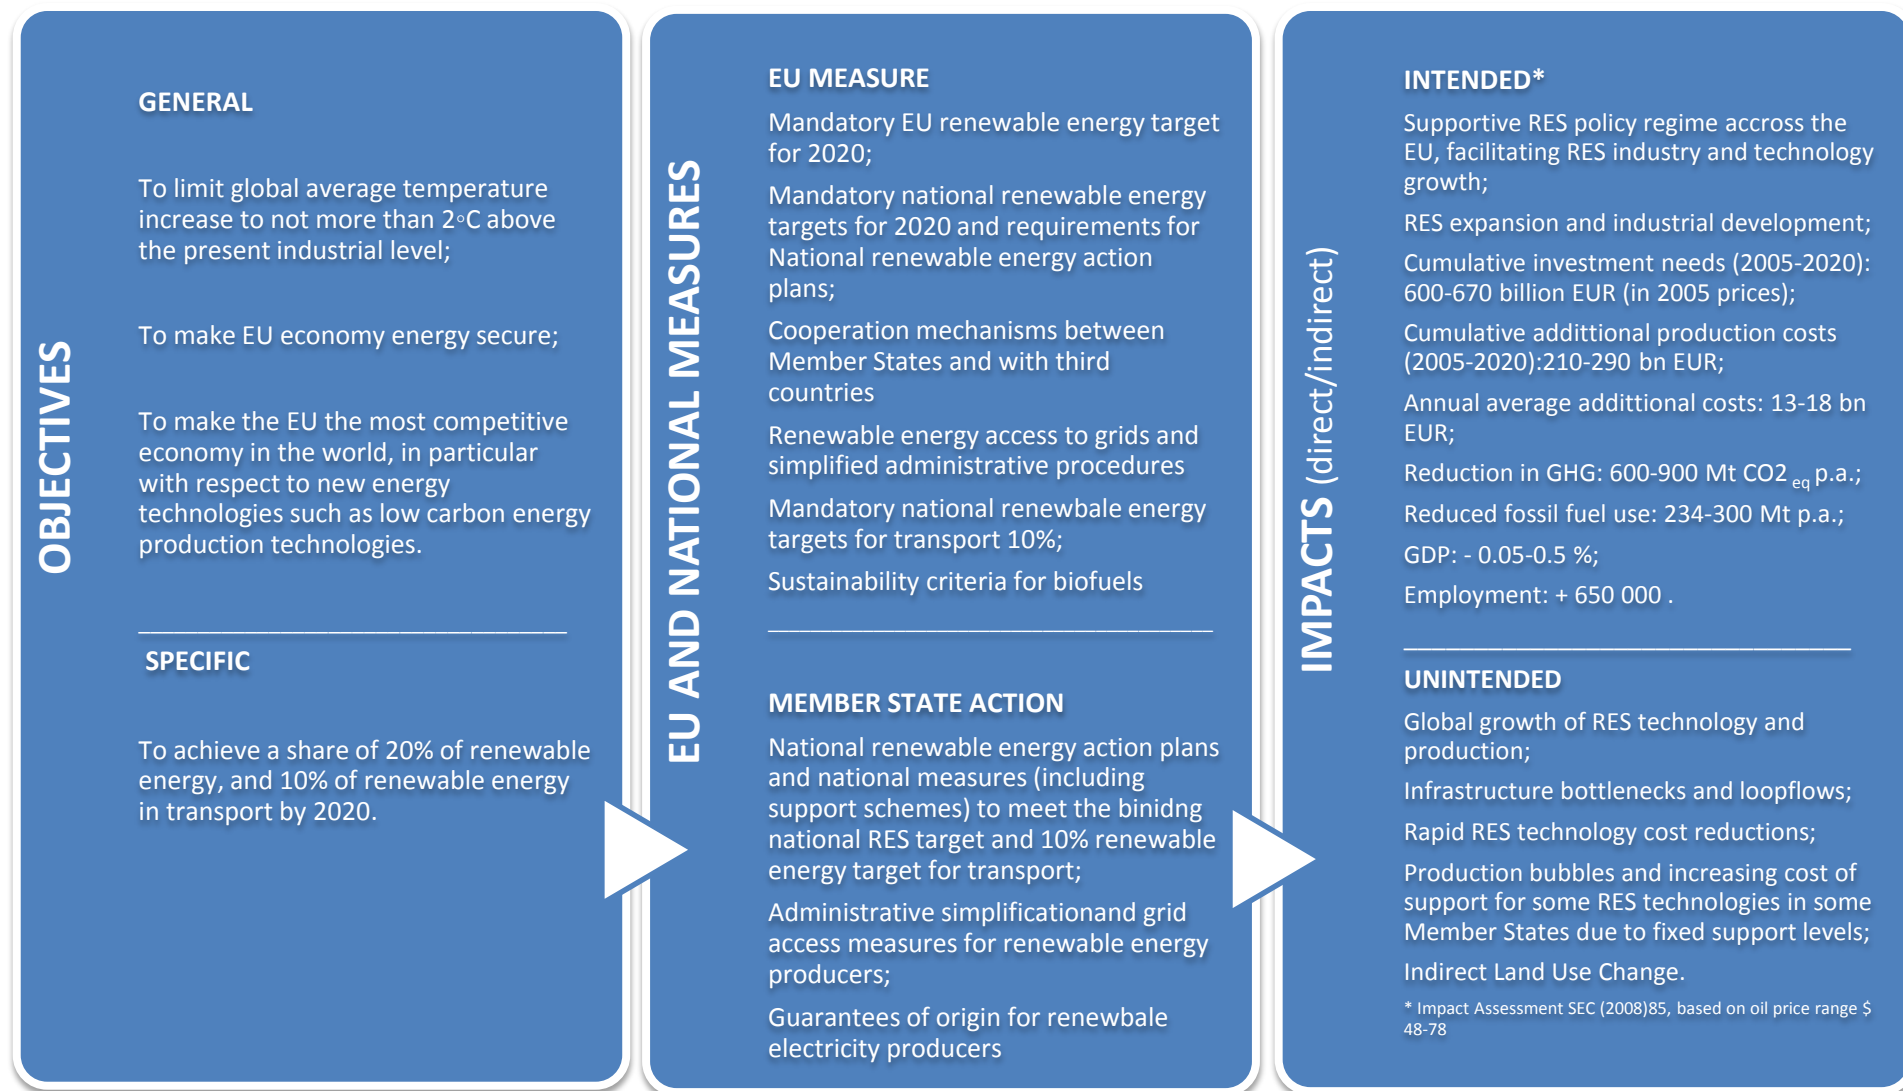 OBJECTIVES
GENERAL
To limit global average temperature
increase to not more than 2◦C above
the present industrial level;
To make EU economy energy secure;
To make the EU the most competitive
economy in the world, in particular
with respect to new energy
technologies such as low carbon energy
production technologies.
SPECIFIC
To achieve a share of 20% of renewable
energy, and 10% of renewable energy
in transport by 2020.
EU AND NATIONAL MEASURES
EU MEASURE
Mandatory EU renewable energy target
for 2020;
Mandatory national renewable energy
targets for 2020 and requirements for
National renewable energy action
plans;
Cooperation mechanisms between
Member States and with third
countries
Renewable energy access to grids and
simplified administrative procedures
Mandatory national renewbale energy
targets for transport 10%;
Sustainability criteria for biofuels
MEMBER STATE ACTION
National renewable energy action plans
and national measures (including
support schemes) to meet the binidng
national RES target and 10% renewable
energy target for transport;
Administrative simplificationand grid
access measures for renewable energy
producers;
Guarantees of origin for renewbale
electricity producers
IMPACTS (direct/indirect)
INTENDED*
Supportive RES policy regime accross the
EU, facilitating RES industry and technology
growth;
RES expansion and industrial development;
Cumulative investment needs (2005-2020):
600-670 billion EUR (in 2005 prices);
Cumulative addittional production costs
(2005-2020):210-290 bn EUR;
Annual average addittional costs: 13-18 bn
EUR;
Reduction in GHG: 600-900 Mt CO2 eq p.a.;
Reduced fossil fuel use: 234-300 Mt p.a.;
GDP: - 0.05-0.5 %;
Employment: + 650 000 .
UNINTENDED
Global growth of RES technology and
production;
Infrastructure bottlenecks and loopflows;
Rapid RES technology cost reductions;
Production bubbles and increasing cost of
support for some RES technologies in some
Member States due to fixed support levels;
Indirect Land Use Change.
* Impact Assessment SEC (2008)85, based on oil price range $
48-78